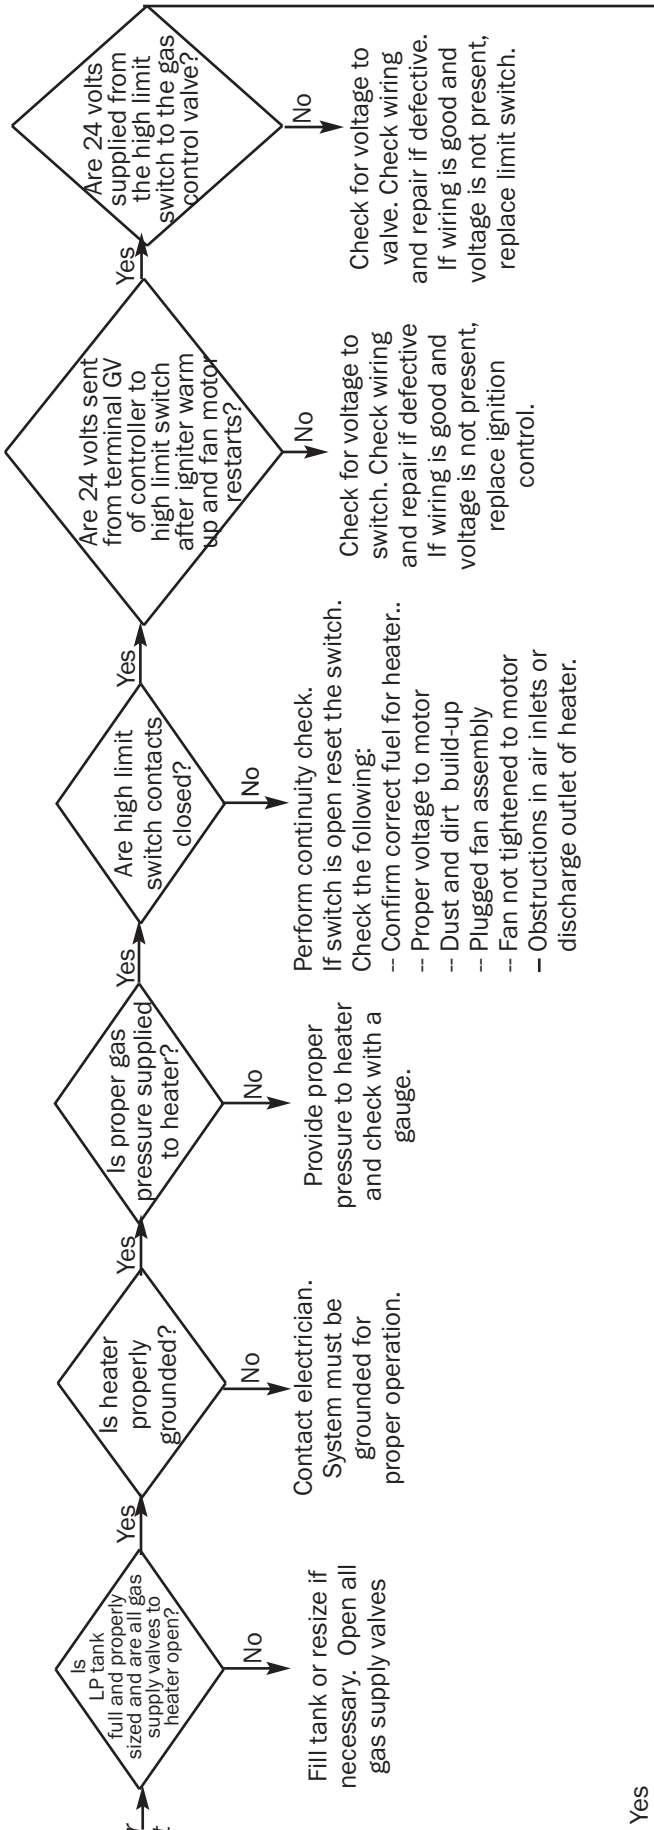 r
t
Is
LP tank
full and properly
sized and are all gas
supply valves to
heater open?
Yes
No
Fill tank or resize if
necessary. Open all
gas supply valves
Is heater
properly
grounded?
Yes
No
Contact electrician.
System must be
grounded for
proper operation.
Is proper gas
pressure supplied
to heater?
Yes
No
Provide proper
pressure to heater
and check with a
gauge.
Are high limit
switch contacts
closed?
Yes
No
Perform continuity check.
If switch is open reset the switch.
Check the following:
-- Confirm correct fuel for heater..
-- Proper voltage to motor
-- Dust and dirt build-up
-- Plugged fan assembly
-- Fan not tightened to motor
– Obstructions in air inlets or
discharge outlet of heater.
Are 24 volts sent
from terminal GV
of controller to
high limit switch
after igniter warm
up and fan motor
restarts?
Yes
No
Check for voltage to
switch. Check wiring
and repair if defective
If wiring is good and
voltage is not present,
replace ignition
control.
Are 24 volts
supplied from
the high limit
switch to the gas
control valve?
No
Check for voltage to
valve. Check wiring
and repair if defective.
If wiring is good and
voltage is not present,
replace limit switch.
Yes